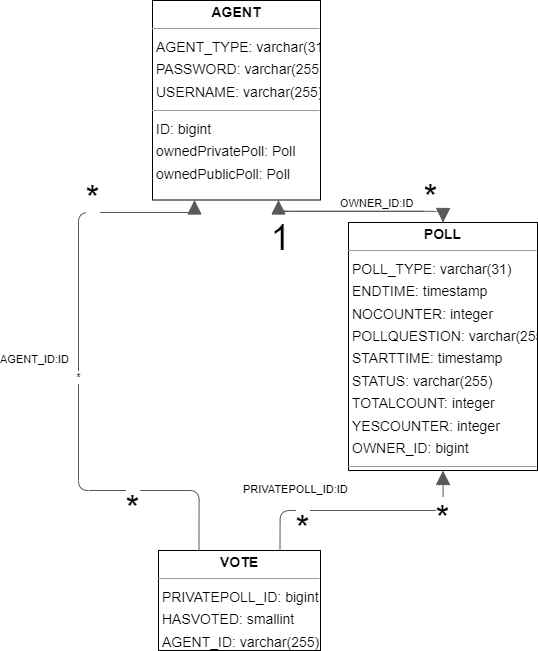 AGENT
AGENT_TYPE: varchar(31
PASSWORD: varchar(255
USERNAME: varchar(255)
ID: bigint
ownedPrivatePoll: Poll
ownedPublicPoll: Poll
*
OWNER_ID:ID
*
1
POLL
POLL_TYPE: varchar(31)
ENDTIME: timestamp
NOCOUNTER: integer
POLLQUESTION: varchar(255
STARTTIME: timestamp
STATUS: varchar(255)
TOTALCOUNT: integer
YESCOUNTER: integer
OWNER_ID: bigint
AGENT_ID:ID
*
*
PRIVATEPOLL_ID:ID
*
*
VOTE
PRIVATEPOLL_ID: bigint
HASVOTED: smallint
AGENT_ID: varchar(255)